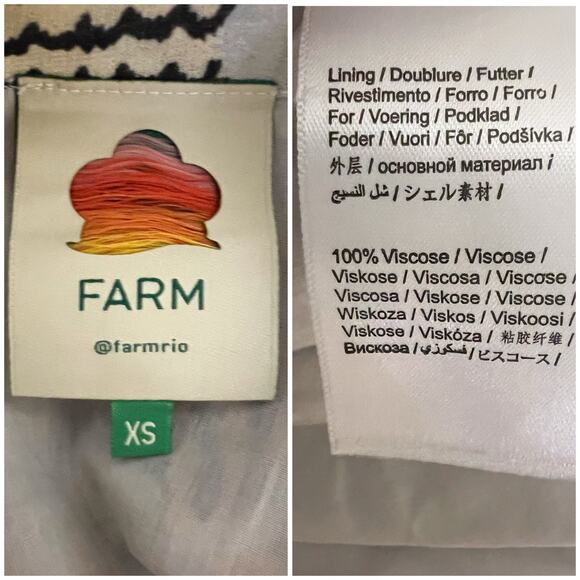 FARM
@farmrio
XS
Lining / Doublure / Futter /
Rivestimento / Forro / Forro /
For / Voering / Podklad /
Foder / Vuori / Fôr / Podšívka /
外层 / основной материал /
شل النسيج / シェル素材 /
100% Viscose / Viscose /
Viskose / Viscosa / Viscose /
Viscosa / Viskose / Viscose /
Wiskoza / Viskos / Viskoosi /
Viskose / Viskóza / 粘胶纤维 /
Вискоза / فسكوزي / ビスコース /